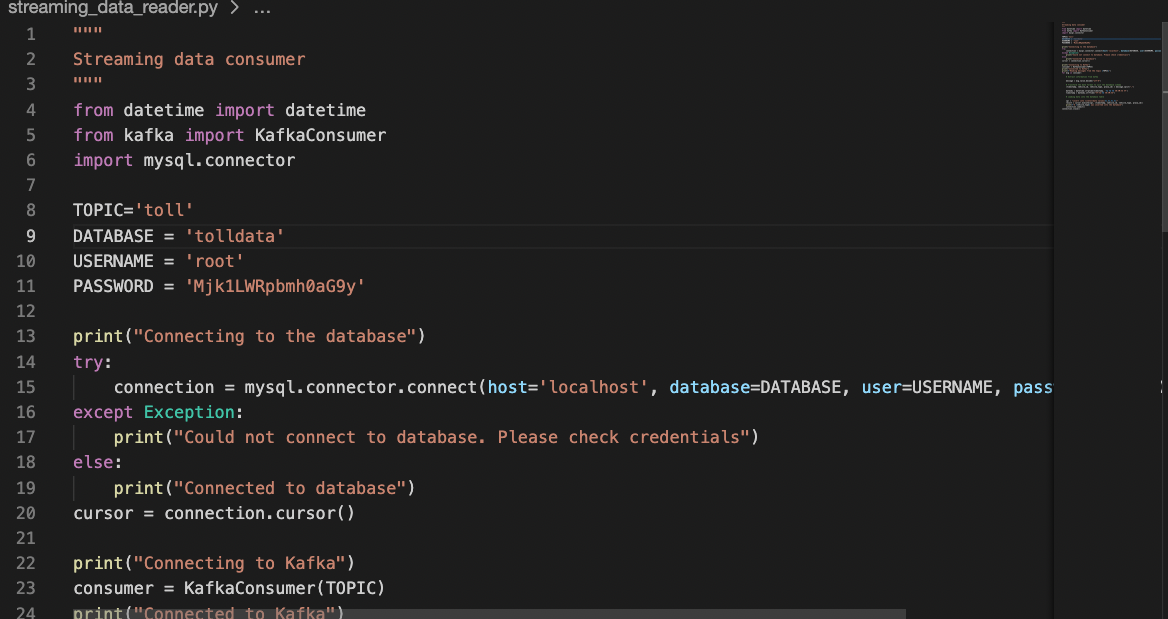 streaming_data_reader.py > ...
1 """
2 Streaming data consumer
3 """
4 from datetime import datetime
5 from kafka import KafkaConsumer
6 import mysql.connector
7
8 TOPIC='toll'
9 DATABASE = 'tolldata'
10 USERNAME = 'root'
11 PASSWORD = 'Mjk1LWRpbmh0aG9y'
12
13 print("Connecting to the database")
14 try:
15     connection = mysql.connector.connect(host='localhost', database=DATABASE, user=USERNAME, passw
16 except Exception:
17     print("Could not connect to database. Please check credentials")
18 else:
19     print("Connected to database")
20 cursor = connection.cursor()
21
22 print("Connecting to Kafka")
23 consumer = KafkaConsumer(TOPIC)
24 print("Connected to Kafka")